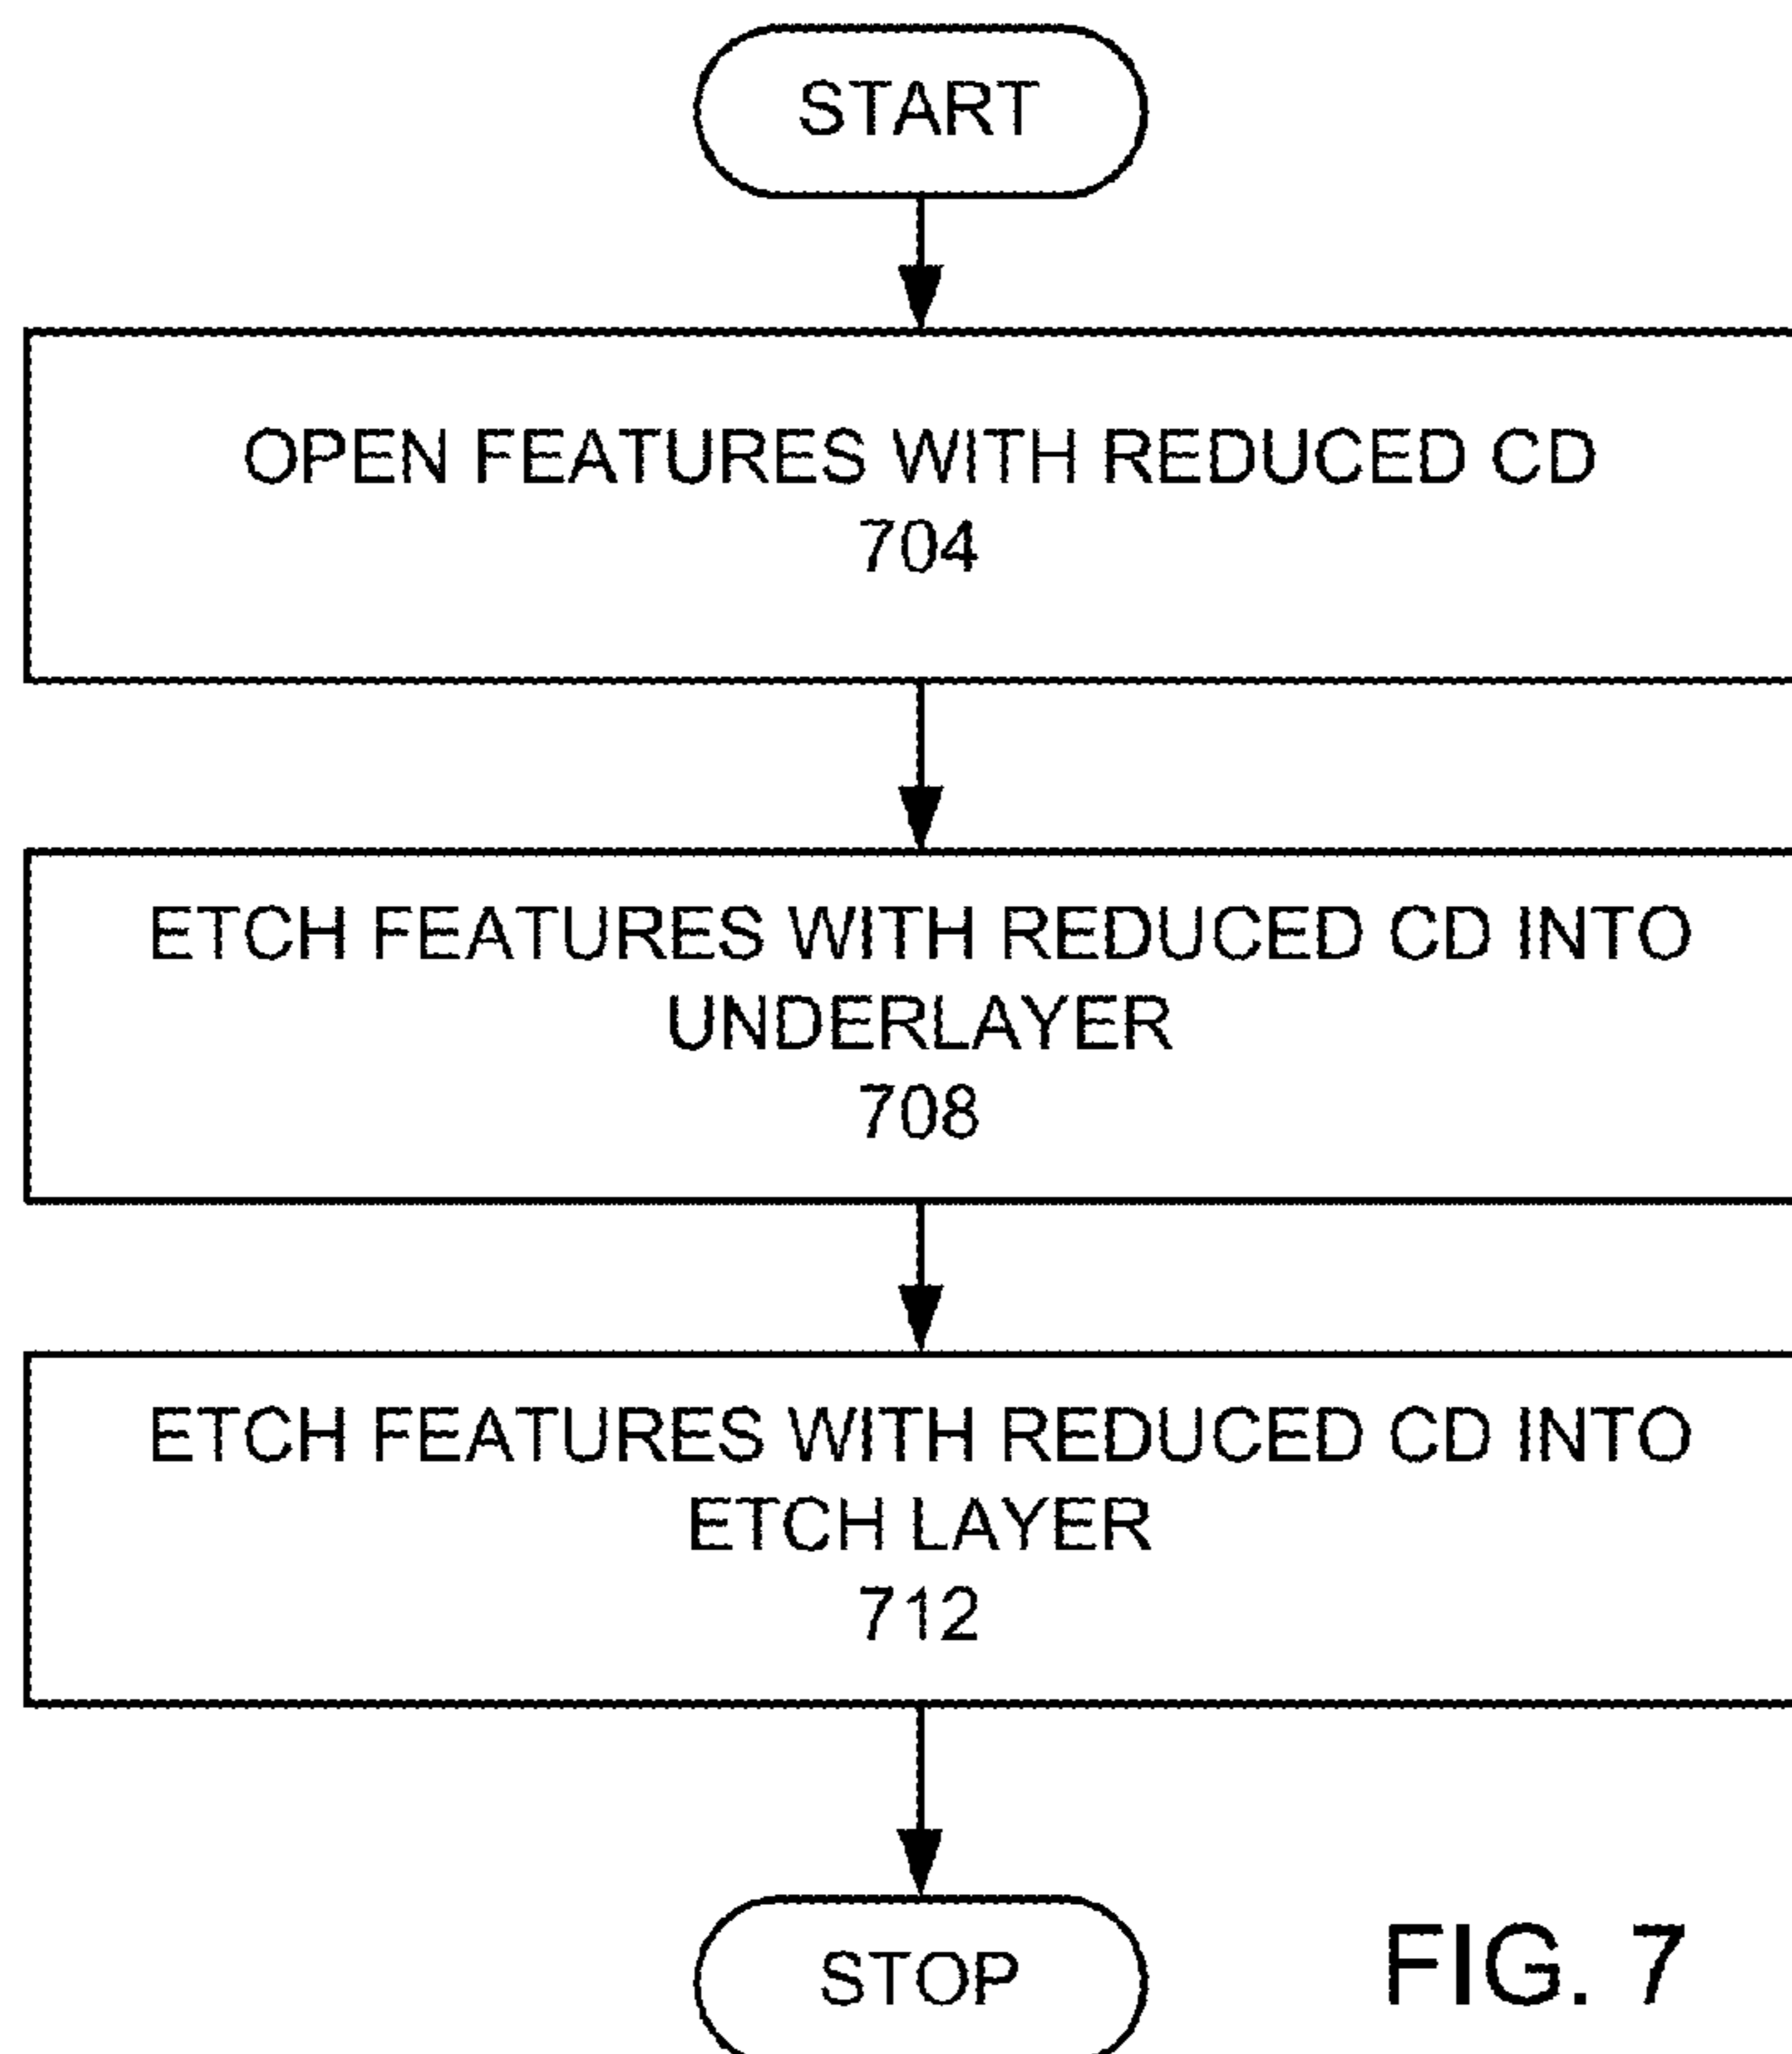 START
OPEN FEATURES WITH REDUCED CD
704
ETCH FEATURES WITH REDUCED CD INTO
UNDERLAYER
708
ETCH FEATURES WITH REDUCED CD INTO
ETCH LAYER
712
STOP
FIG. 7